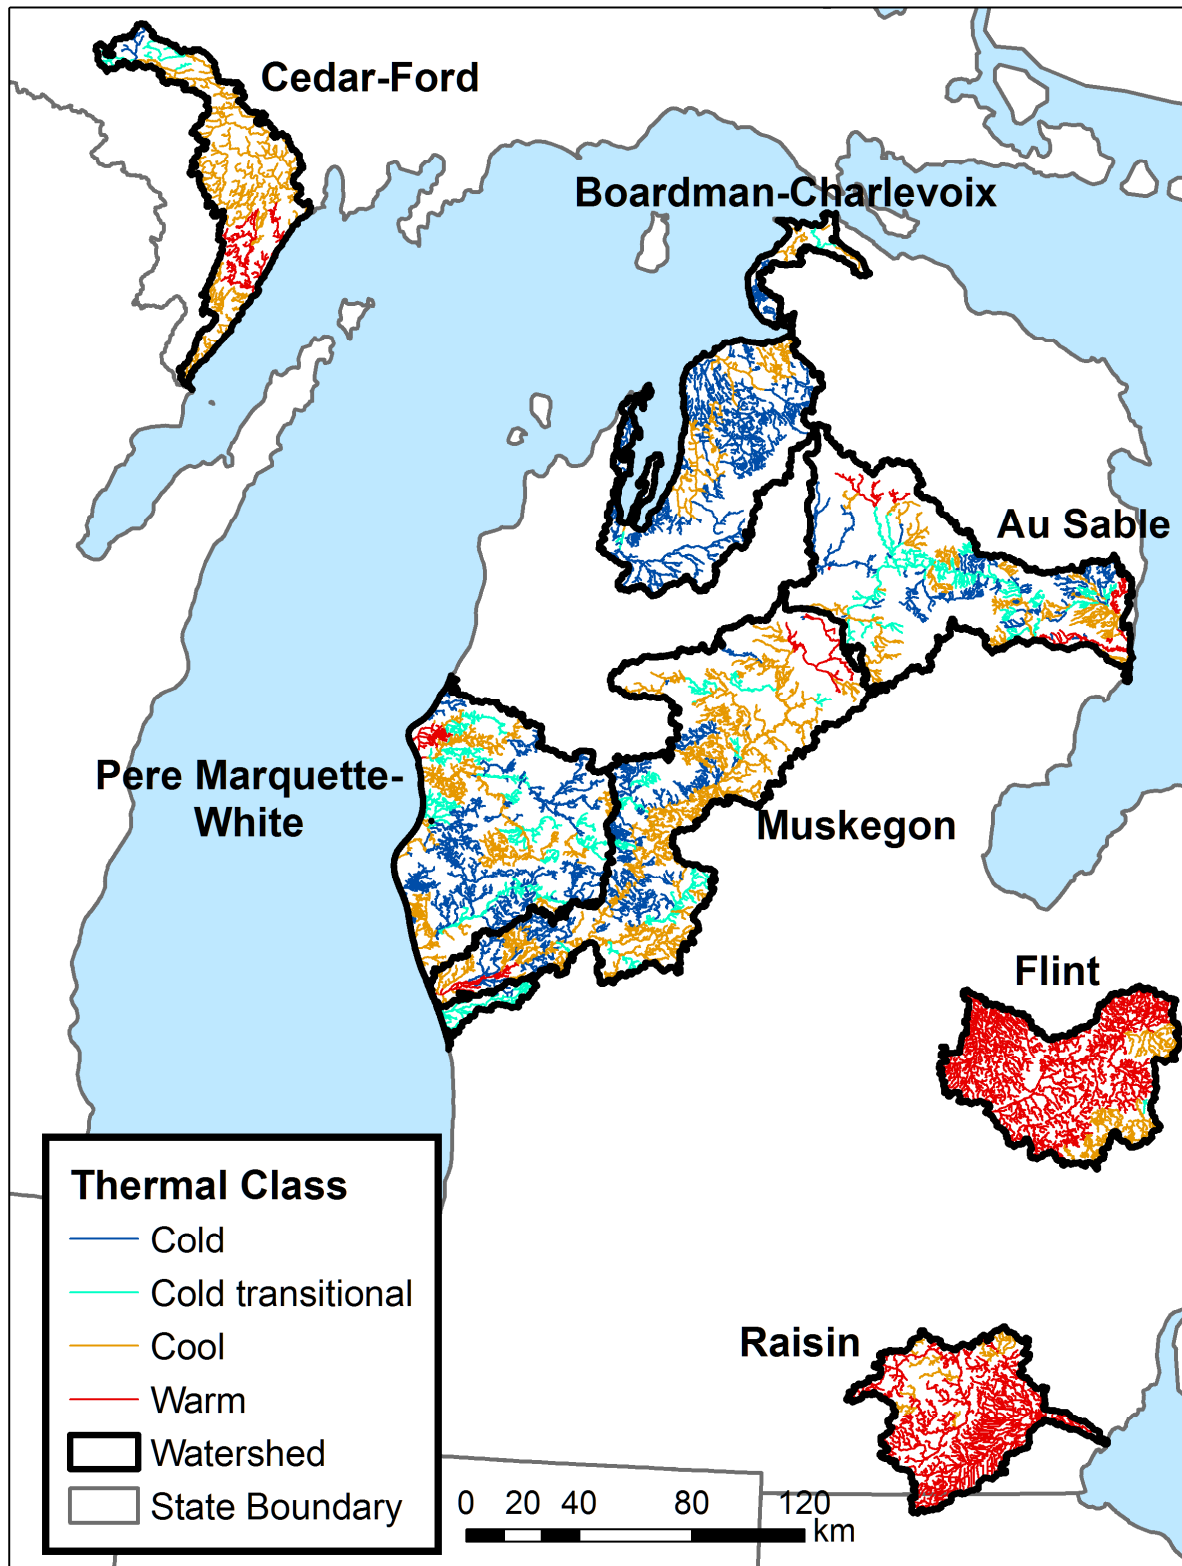 Cedar-Ford
Boardman-Charlevoix
Au Sable
Pere Marquette-
White
Muskegon
Flint
Thermal Class
Cold
Cold transitional
Cool
Warm
Watershed
State Boundary
Raisin
0 20 40 80 120
km